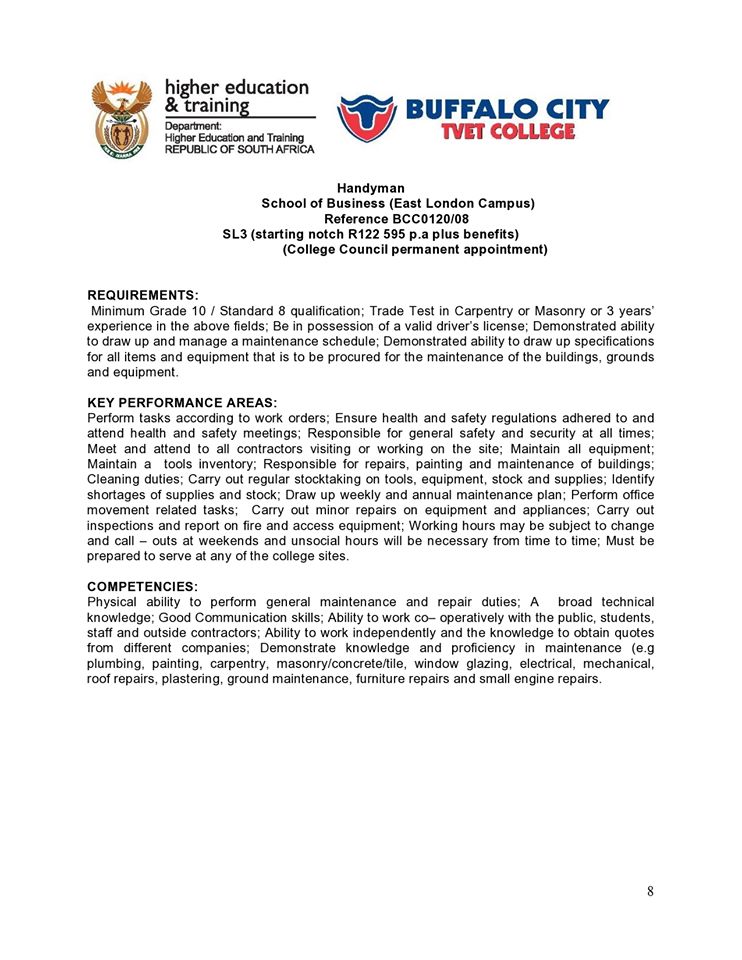 higher education
& training
Department:
Higher Education and Training
REPUBLIC OF SOUTH AFRICA
BUFFALO CITY
TVET COLLEGE
Handyman
School of Business (East London Campus)
Reference BCC0120/08
SL3 (starting notch R122 595 p.a plus benefits)
(College Council permanent appointment)
REQUIREMENTS:
Minimum Grade 10 / Standard 8 qualification; Trade Test in Carpentry or Masonry or 3 years’
experience in the above fields; Be in possession of a valid driver’s license; Demonstrated ability
to draw up and manage a maintenance schedule; Demonstrated ability to draw up specifications
for all items and equipment that is to be procured for the maintenance of the buildings, grounds
and equipment.
KEY PERFORMANCE AREAS:
Perform tasks according to work orders; Ensure health and safety regulations adhered to and
attend health and safety meetings; Responsible for general safety and security at all times;
Meet and attend to all contractors visiting or working on the site; Maintain all equipment;
Maintain a tools inventory; Responsible for repairs, painting and maintenance of buildings;
Cleaning duties; Carry out regular stocktaking on tools, equipment, stock and supplies; Identify
shortages of supplies and stock; Draw up weekly and annual maintenance plan; Perform office
movement related tasks; Carry out minor repairs on equipment and appliances; Carry out
inspections and report on fire and access equipment; Working hours may be subject to change
and call – outs at weekends and unsocial hours will be necessary from time to time; Must be
prepared to serve at any of the college sites.
COMPETENCIES:
Physical ability to perform general maintenance and repair duties; A broad technical
knowledge; Good Communication skills; Ability to work co– operatively with the public, students,
staff and outside contractors; Ability to work independently and the knowledge to obtain quotes
from different companies; Demonstrate knowledge and proficiency in maintenance (e.g
plumbing, painting, carpentry, masonry/concrete/tile, window glazing, electrical, mechanical,
roof repairs, plastering, ground maintenance, furniture repairs and small engine repairs.
8